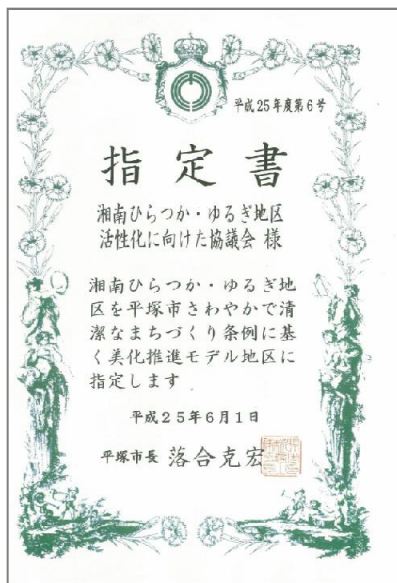 平成25年度第6号
指定書
湘南ひらつか・ゆるぎ地区
活性化に向けた協議会 様
湘南ひらつか・ゆるぎ地
区を平塚市さわやかで清
潔なまちづくり条例に基
く美化推進モデル地区に
指定します
平成25年6月1日
平塚市長 落合克宏